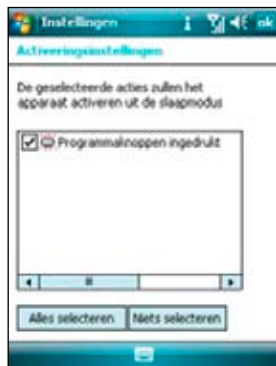 Instellingen ok
Activeringsinstellingen
De geselecteerde acties zullen het
apparaat activeren uit de slaapmodus
Programmaknoppen ingedrukt
Alles selecteren Niets selecteren